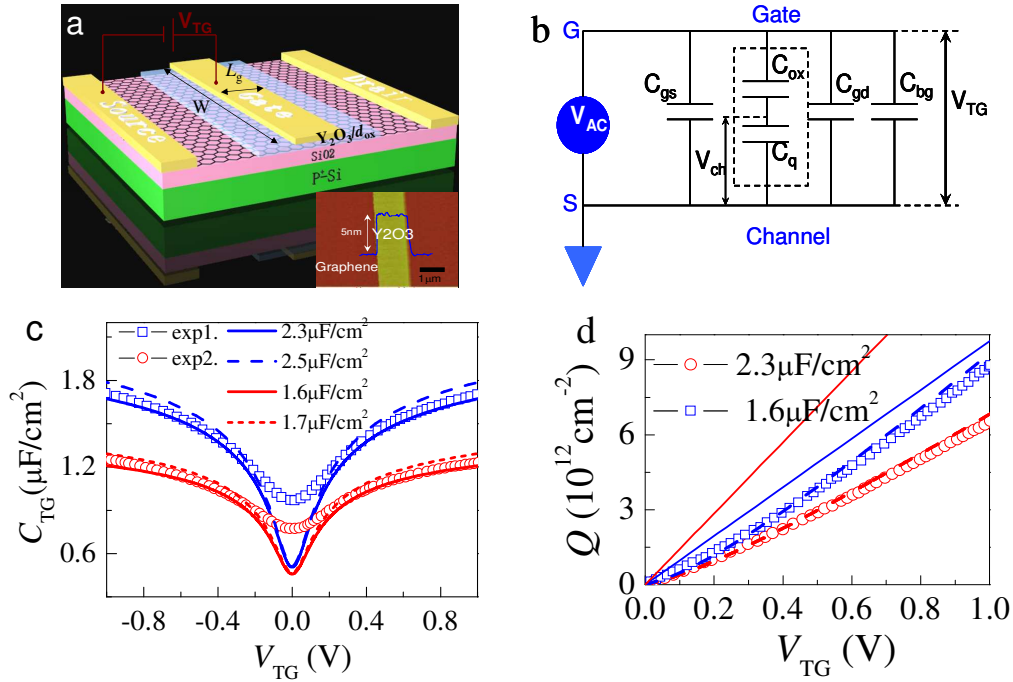 a
V_TG
L_g
W
Source
Gate
Drain
Y₂O₃/d_ox
SiO2
P⁺-Si
5nm
Y2O3
Graphene
1μm
b
Gate
G
C_gs
C_ox
C_gd
C_bg
V_AC
V_TG
V_ch
C_q
S
Channel
c
exp1.
2.3μF/cm²
2.5μF/cm²
exp2.
1.6μF/cm²
1.7μF/cm²
1.8
1.2
0.6
C_TG(μF/cm²)
-0.8 -0.4 0.0 0.4 0.8
V_TG (V)
d
2.3μF/cm²
1.6μF/cm²
9
6
3
0
Q (10¹²cm⁻²)
0.0 0.2 0.4 0.6 0.8 1.0
V_TG (V)